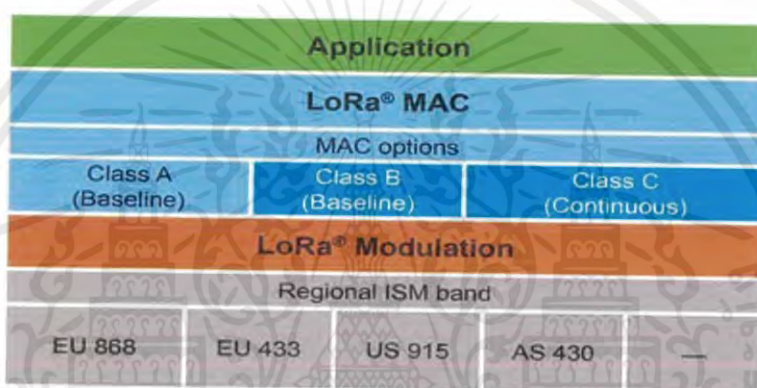 Application
LoRa® MAC
MAC options
Class A
(Baseline)
Class B
(Baseline)
Class C
(Continuous)
LoRa® Modulation
Regional ISM band
EU 868
EU 433
US 915
AS 430
—